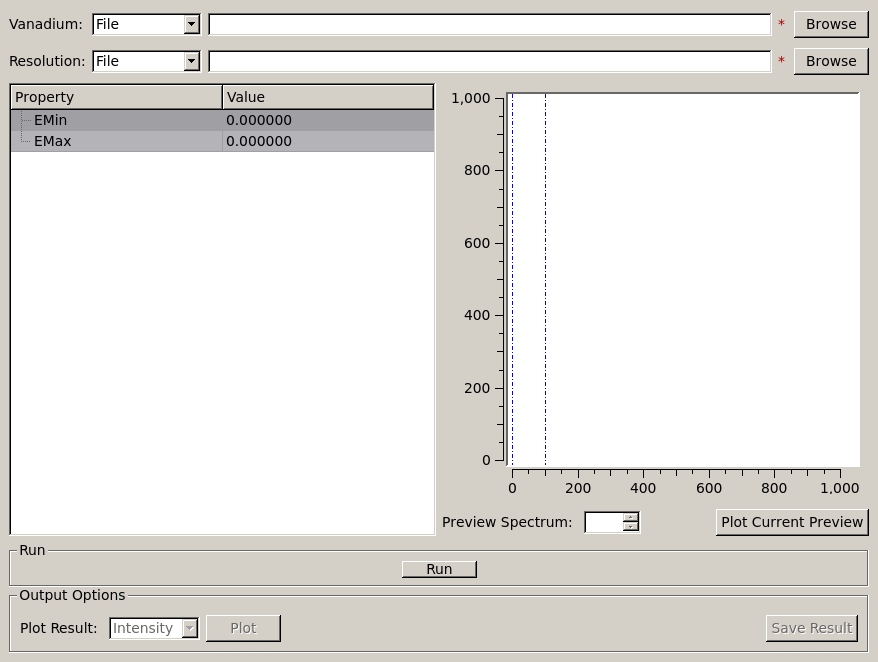 Vanadium: File * Browse
Resolution: File * Browse
Property Value
EMin 0.000000
EMax 0.000000
1,000
800
600
400
200
0
0 200 400 600 800 1,000
Preview Spectrum: Plot Current Preview
Run
Run
Output Options
Plot Result: Intensity Plot Save Result